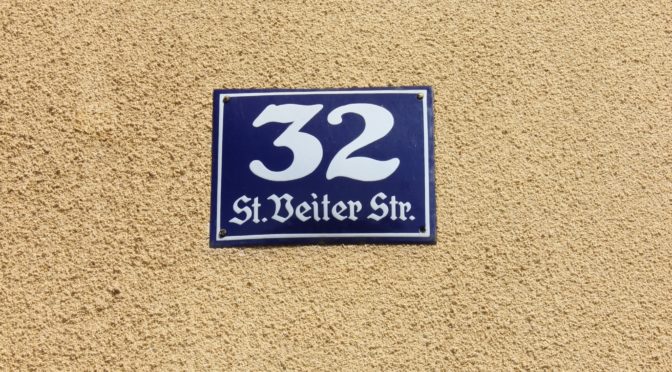 32
St. Veiter Str.